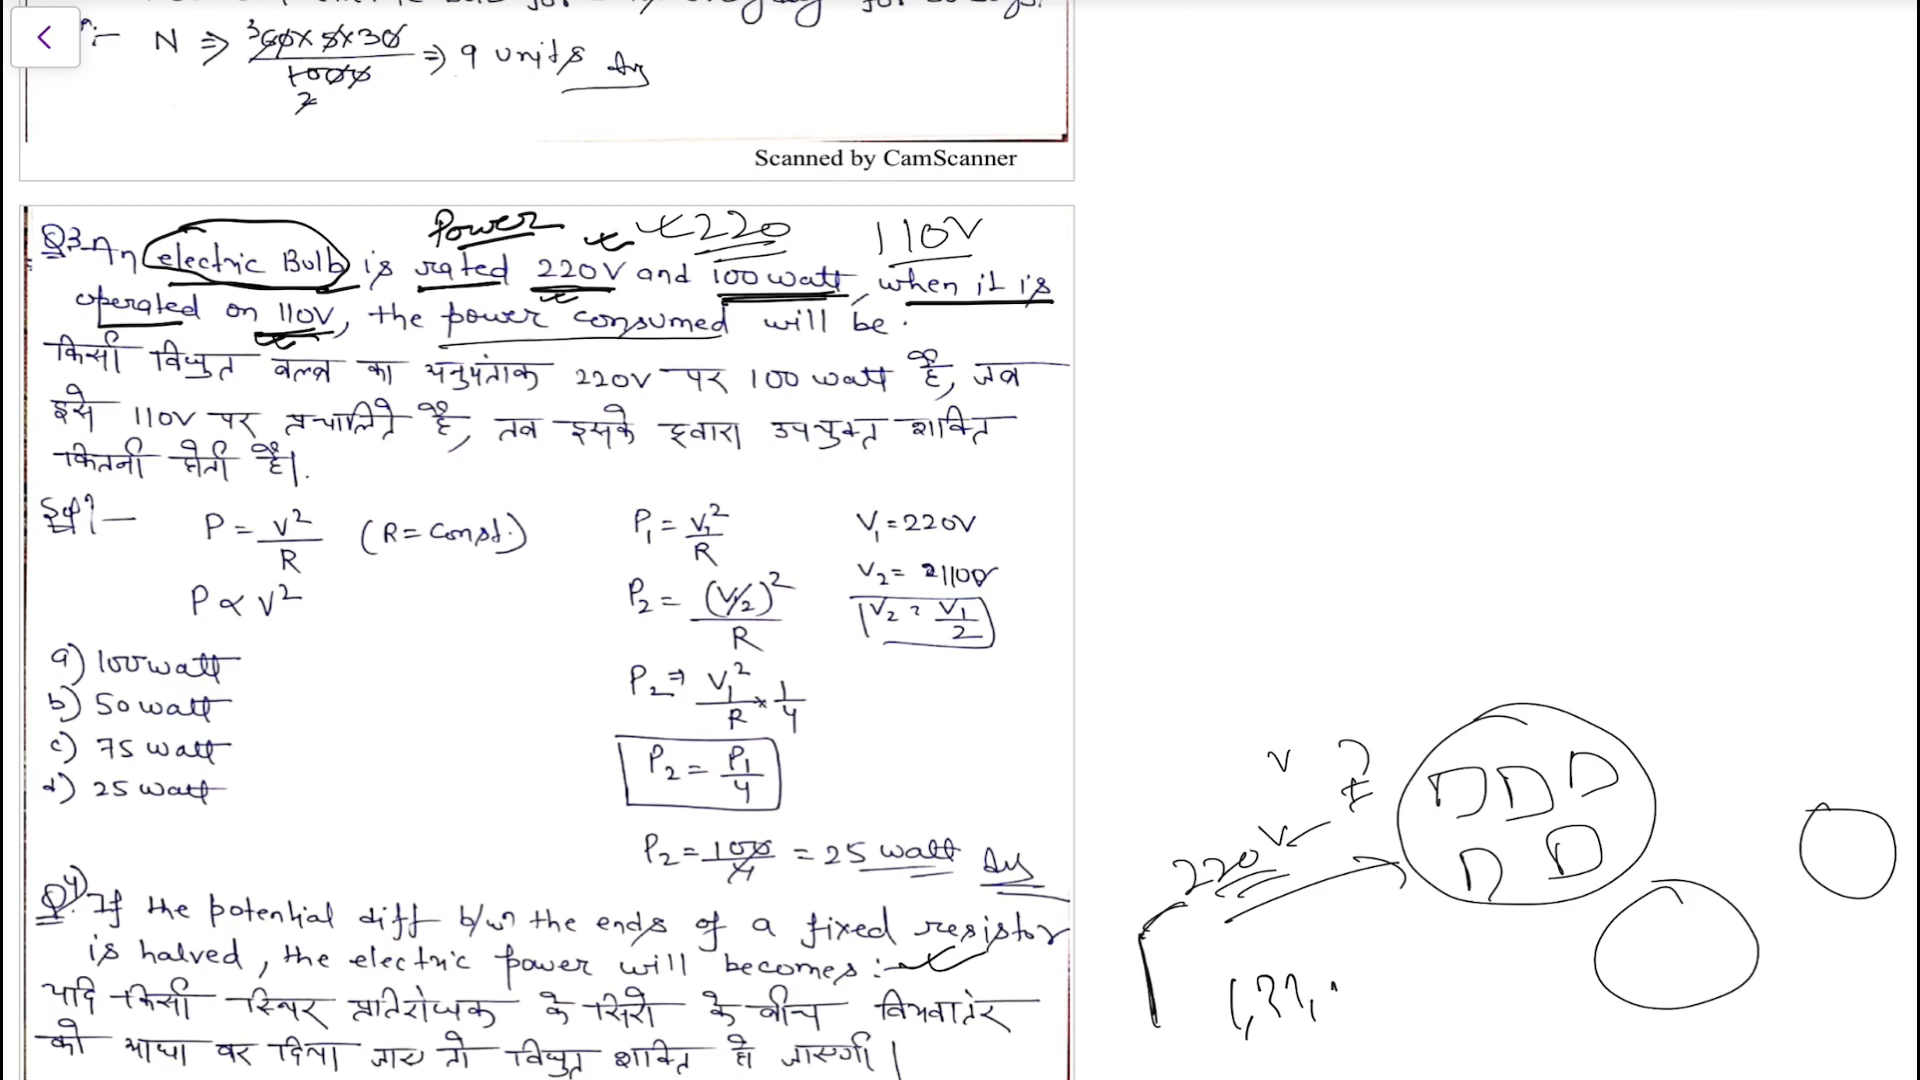 N ⇒ 60×5×30 / 1000 ⇒ 9 units Ans
Scanned by CamScanner
Power 220 110V
Q3 An electric Bulb is rated 220V and 100 watt, when it is
operated on 110V, the power consumed will be.
किसी विद्युत बल्ब का अनुमतांक 220V पर 100 watt है, जब
इसे 110V पर प्रचालित है, तब इसके द्वारा उपयुक्त शक्ति
कितनी होती है।
Sol?— P = V²/R (R = Const.)
P ∝ V²
P₁ = V₁²/R V₁ = 220V
P₂ = (V/2)²/R V₂ = 110V
V₂ = V₁/2
P₂ ⇒ V₁²/R × 1/4
a) 100 watt
b) 50 watt
c) 75 watt
d) 25 watt
P₂ = P₁/4
P₂ = 100/4 = 25 watt Ans
Q4) If the potential diff b/w the ends of a fixed resistor
is halved, the electric power will becomes:-
यदि किसी स्थिर प्रतिरोधक के सिरों के बीच विभवांतर
को आधा कर दिया जाए तो विद्युत शक्ति हो जाएगी।
V
220V
D D D
D D